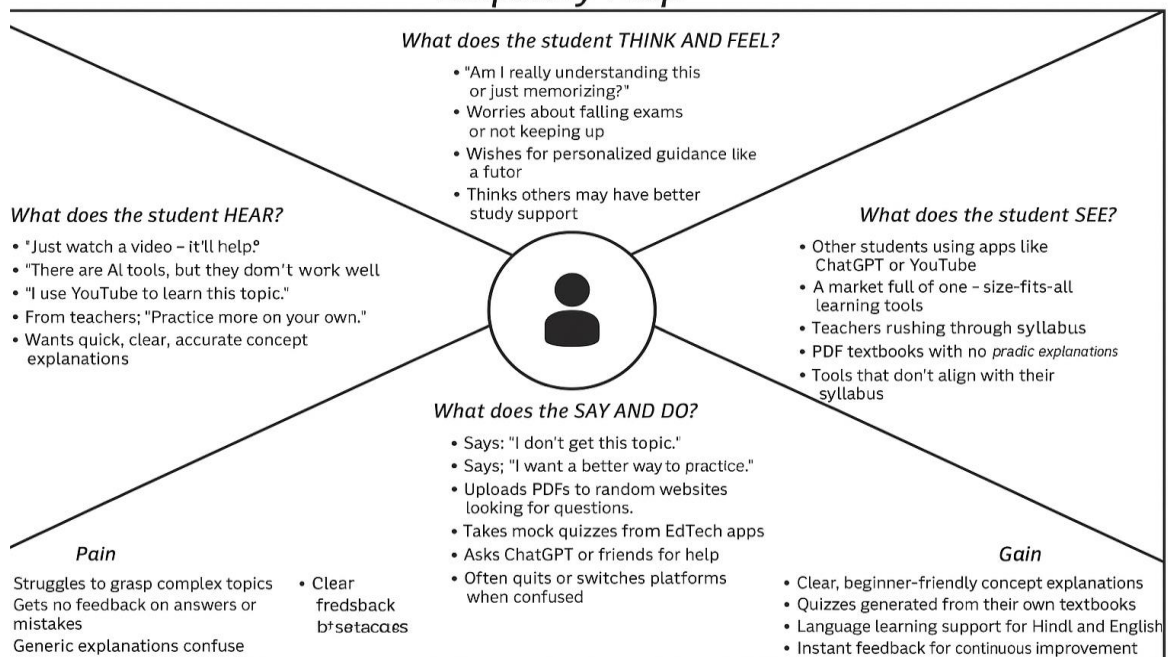 What does the student THINK AND FEEL?
• "Am I really understanding this
or just memorizing?"
• Worries about falling exams
or not keeping up
• Wishes for personalized guidance like
a futor
• Thinks others may have better
study support
What does the student HEAR?
• "Just watch a video – it'll help."
• "There are AI tools, but they dom't work well
• "I use YouTube to learn this topic."
• From teachers; "Practice more on your own."
• Wants quick, clear, accurate concept
explanations
What does the student SEE?
• Other students using apps like
ChatGPT or YouTube
• A market full of one – size-fits-all
learning tools
• Teachers rushing through syllabus
• PDF textbooks with no pradic explanations
• Tools that don't align with their
syllabus
What does the SAY AND DO?
• Says: "I don't get this topic."
• Says; "I want a better way to practice."
• Uploads PDFs to random websites
looking for questions.
• Takes mock quizzes from EdTech apps
• Asks ChatGPT or friends for help
• Often quits or switches platforms
when confused
Pain
Struggles to grasp complex topics
Gets no feedback on answers or
mistakes
Generic explanations confuse
• Clear
fredsback
Gain
• Clear, beginner-friendly concept explanations
• Quizzes generated from their own textbooks
• Language learning support for Hindl and English
• Instant feedback for continuous improvement